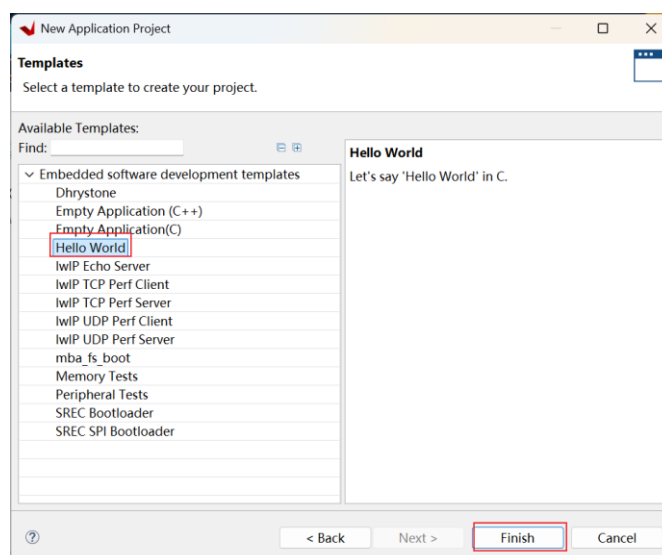 New Application Project
Templates
Select a template to create your project.
Available Templates:
Find:
Embedded software development templates
Dhrystone
Empty Application (C++)
Empty Application(C)
Hello World
lwIP Echo Server
lwIP TCP Perf Client
lwIP TCP Perf Server
lwIP UDP Perf Client
lwIP UDP Perf Server
mba_fs_boot
Memory Tests
Peripheral Tests
SREC Bootloader
SREC SPI Bootloader
Hello World
Let's say 'Hello World' in C.
?
< Back
Next >
Finish
Cancel